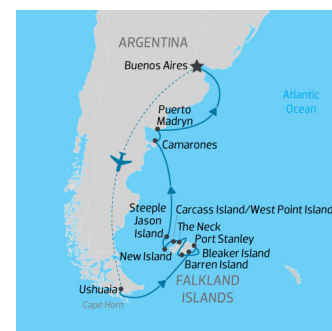 ARGENTINA
Buenos Aires
Atlantic
Ocean
Puerto
Madryn
Camarones
Steeple
Jason
Island
Carcass Island/West Point Island
The Neck
Port Stanley
New Island
Bleaker Island
Barren Island
FALKLAND
ISLANDS
Ushuaia
Cape Horn